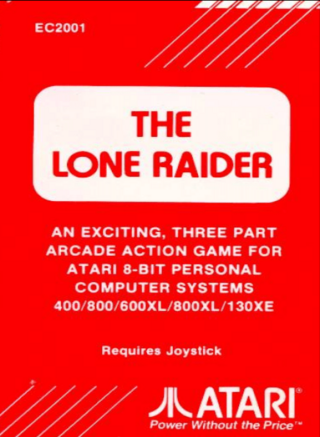 EC2001
THE
LONE RAIDER
AN EXCITING, THREE PART
ARCADE ACTION GAME FOR
ATARI 8-BIT PERSONAL
COMPUTER SYSTEMS
400/800/600XL/800XL/130XE
Requires Joystick
ATARI®
Power Without the Price™